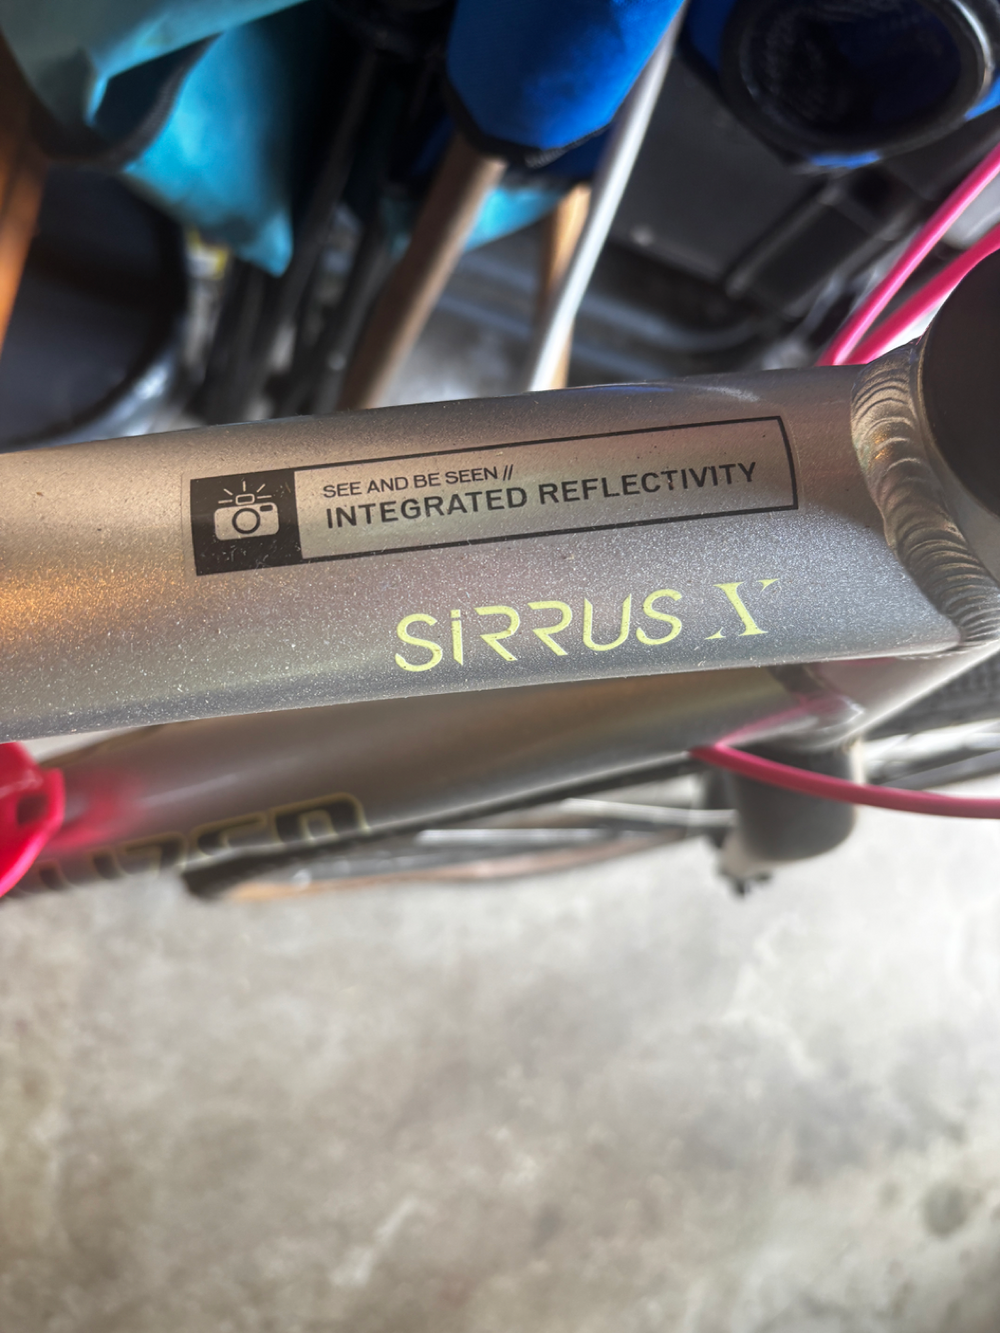 SEE AND BE SEEN //
INTEGRATED REFLECTIVITY
SIRRUS X